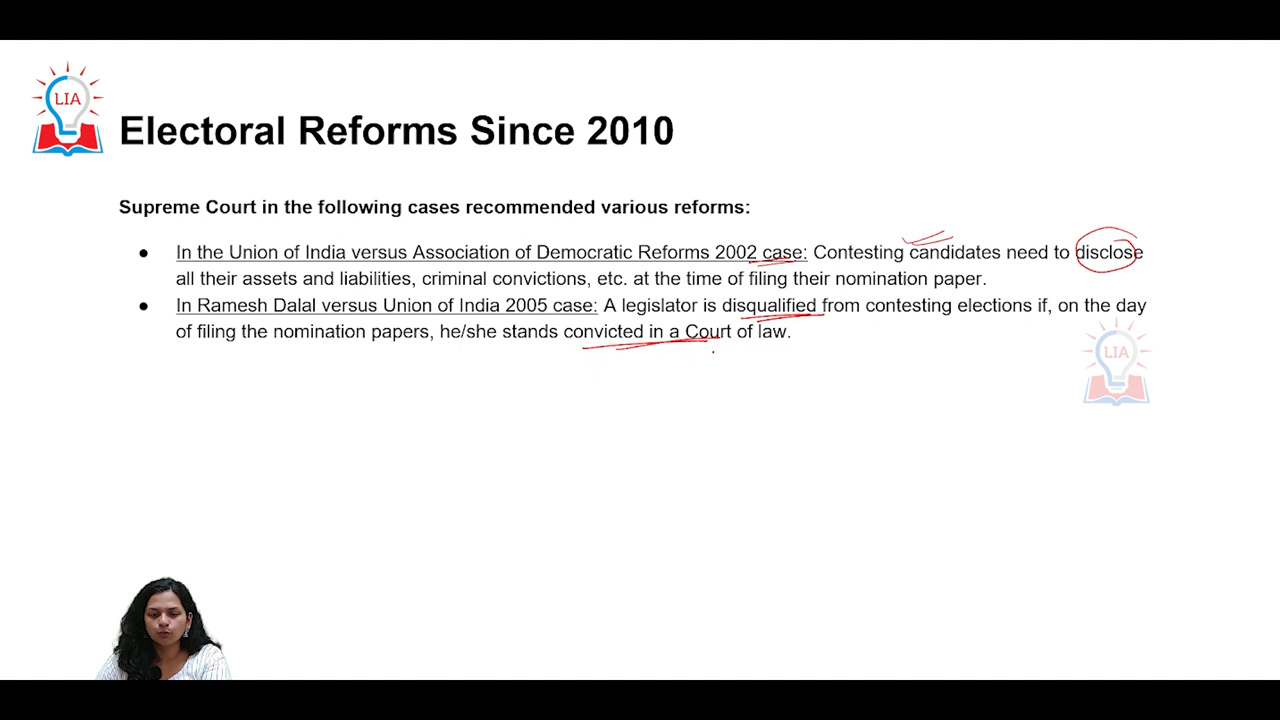 LIA
Electoral Reforms Since 2010
Supreme Court in the following cases recommended various reforms:
● In the Union of India versus Association of Democratic Reforms 2002 case: Contesting candidates need to disclose
all their assets and liabilities, criminal convictions, etc. at the time of filing their nomination paper.
● In Ramesh Dalal versus Union of India 2005 case: A legislator is disqualified from contesting elections if, on the day
of filing the nomination papers, he/she stands convicted in a Court of law.
LIA